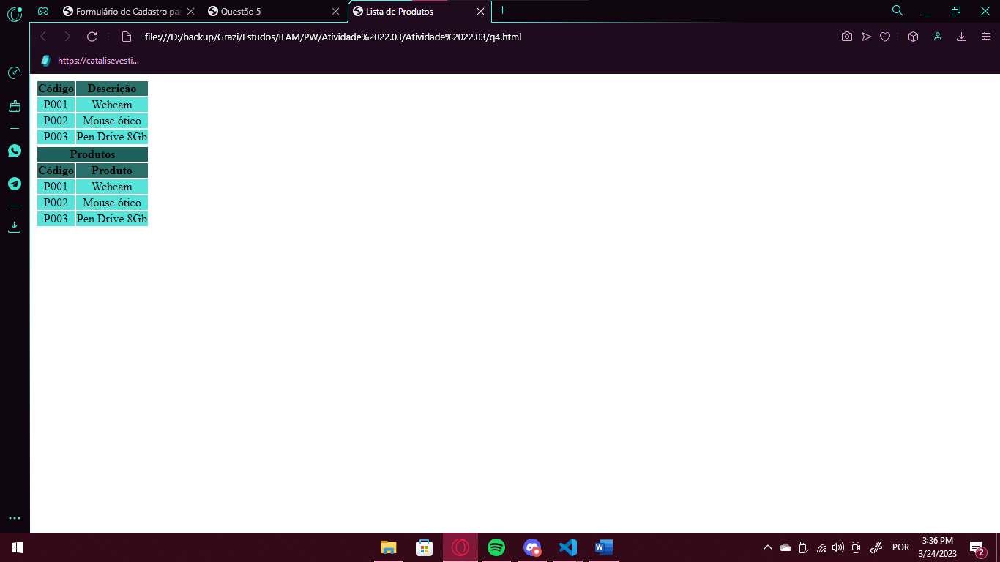 Formulário de Cadastro pa
Questão 5
Lista de Produtos
file:///D:/backup/Grazi/Estudos/IFAM/PW/Atividade%2022.03/Atividade%2022.03/q4.html
https://catalisevesti...
Código Descrição
P001 Webcam
P002 Mouse ótico
P003 Pen Drive 8Gb
Produtos
Código Produto
P001 Webcam
P002 Mouse ótico
P003 Pen Drive 8Gb
POR
3:36 PM
3/24/2023
2